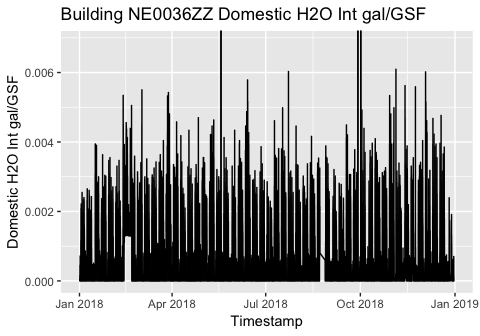 Building NE0036ZZ Domestic H2O Int gal/GSF
Domestic H2O Int gal/GSF
0.006
0.004
0.002
0.000
Jan 2018
Apr 2018
Jul 2018
Oct 2018
Jan 2019
Timestamp